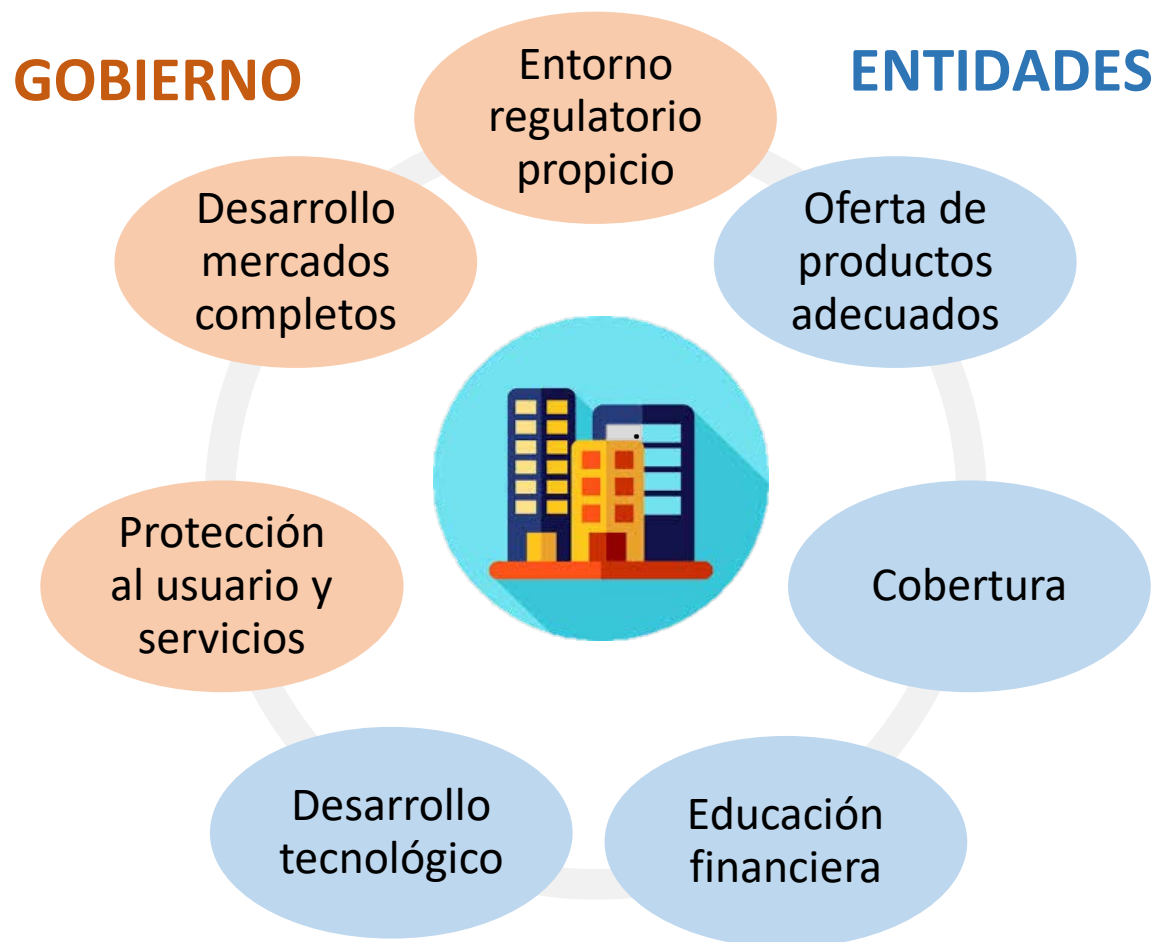 GOBIERNO
ENTIDADES
Entorno
regulatorio
propicio
Oferta de
productos
adecuados
Cobertura
Educación
financiera
Desarrollo
tecnológico
Protección
al usuario y
servicios
Desarrollo
mercados
completos